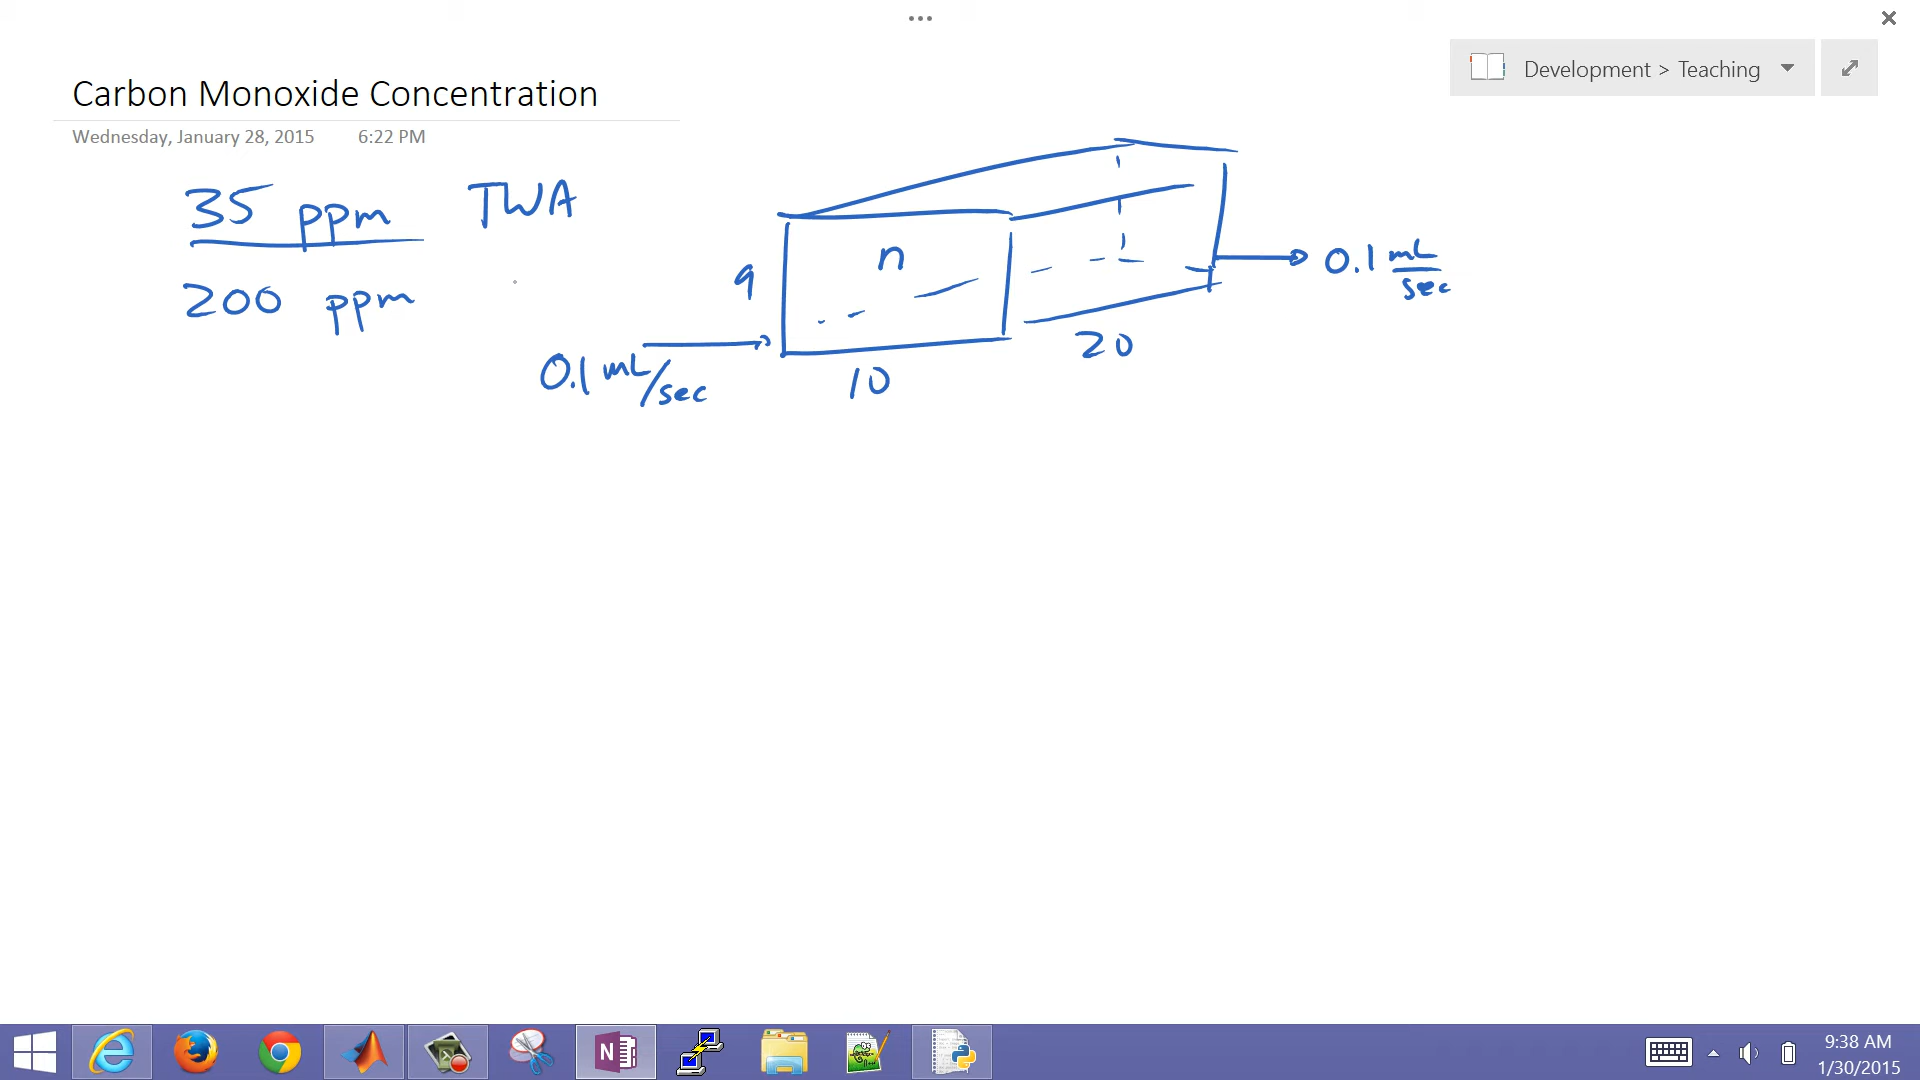 Development > Teaching
Carbon Monoxide Concentration
Wednesday, January 28, 2015 6:22 PM
35 ppm TWA
200 ppm
n
9
10
20
0.1 mL/sec
0.1 mL/sec
N
9:38 AM
1/30/2015